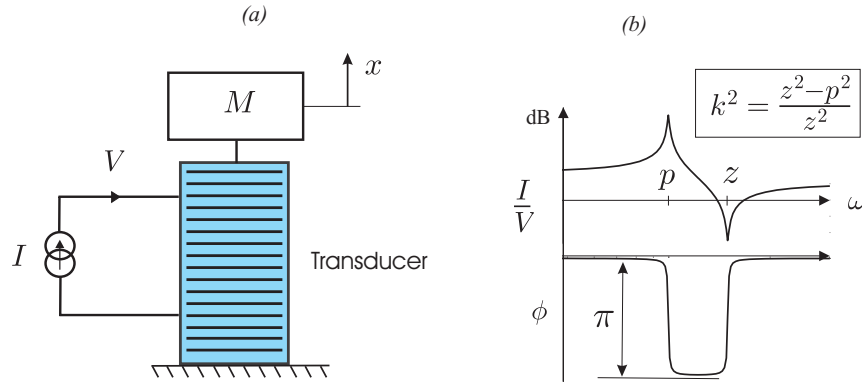 (a)
x
M
V
I
Transducer
(b)
k² = z²−p² / z²
dB
p
z
I/V
ω
π
ϕ